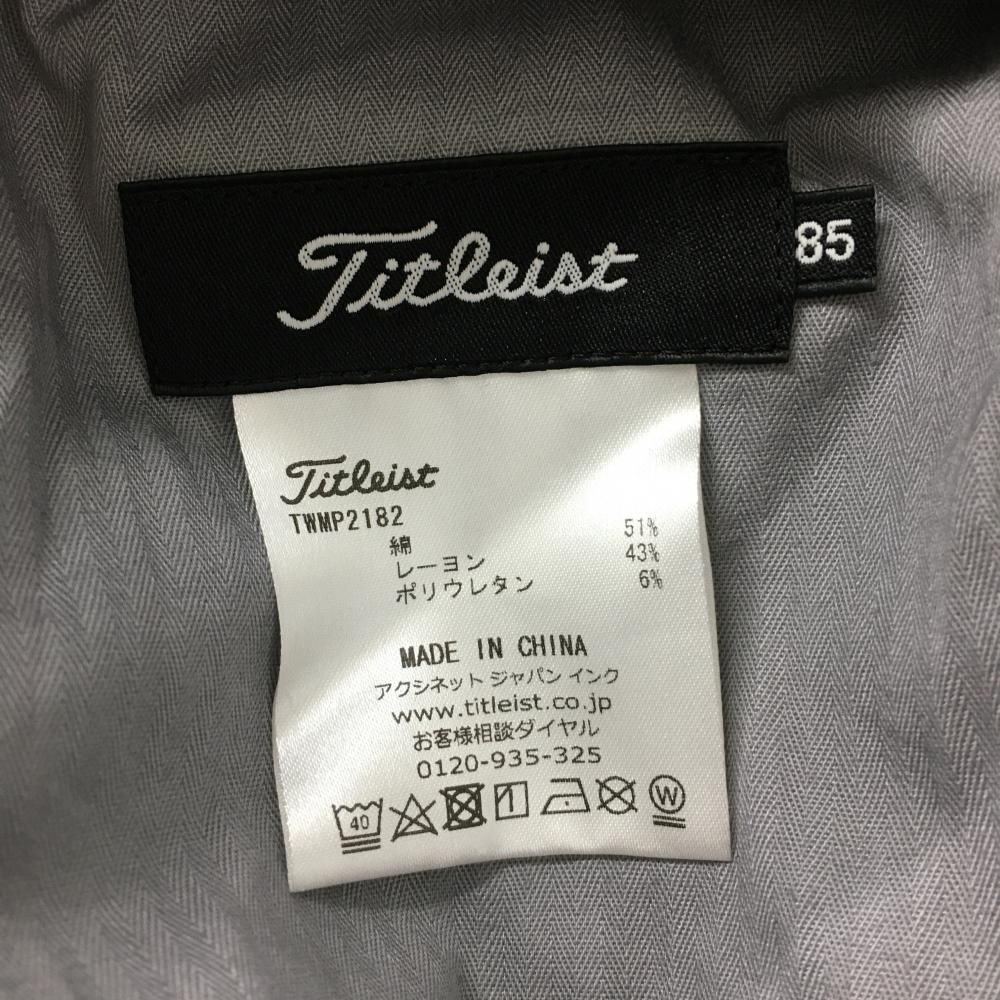 Titleist
85
Titleist
TWMP2182
綿 51%
レーヨン 43%
ポリウレタン 6%
MADE IN CHINA
アクシネット ジャパン インク
www.titleist.co.jp
お客様相談ダイヤル
0120-935-325
40 W